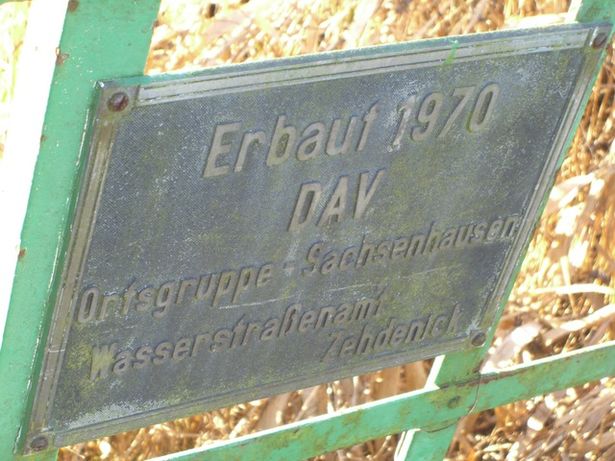 Erbaut 1970
DAV
Ortsgruppe - Sachsenhausen
Wasserstraßenamt
Zehdenick